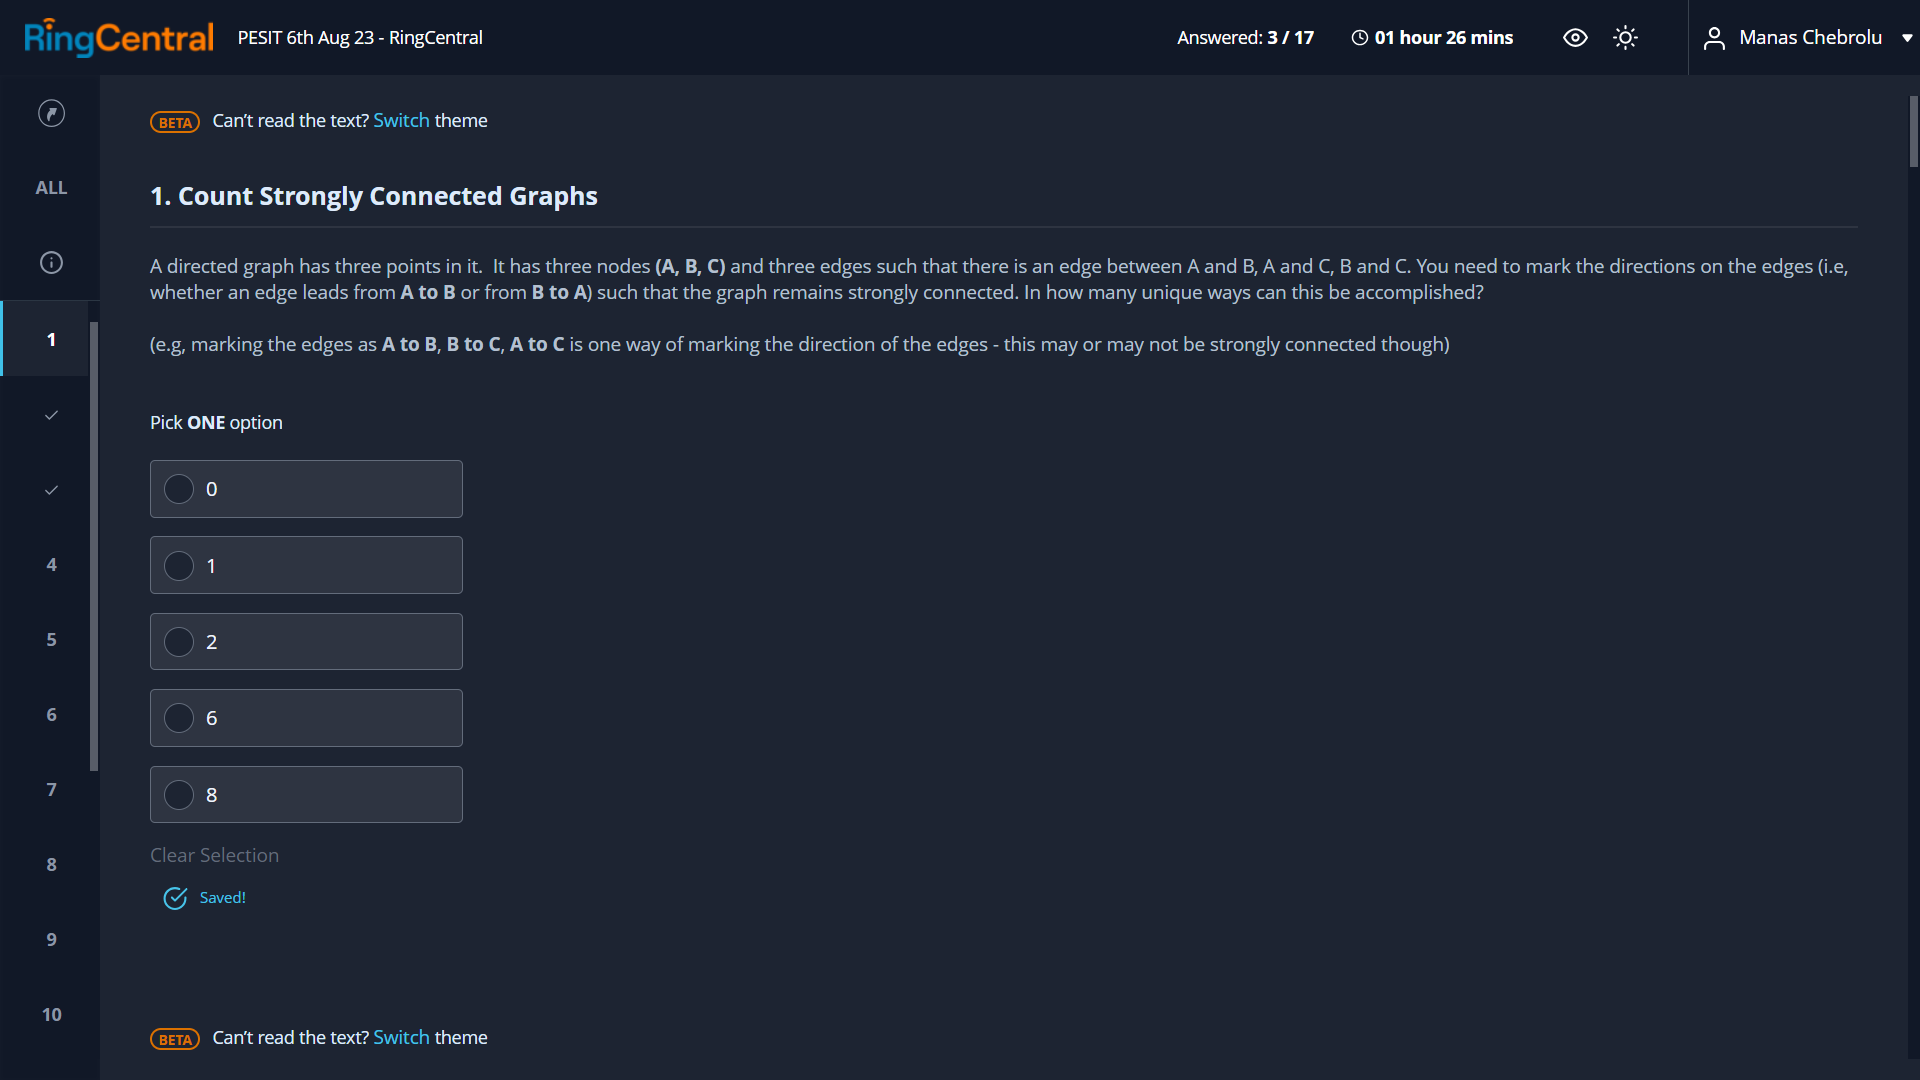 RingCentral PESIT 6th Aug 23 - RingCentral Answered: 3 / 17 01 hour 26 mins Manas Chebrolu
ALL
1
4
5
6
7
8
9
10
BETA Can't read the text? Switch theme
1. Count Strongly Connected Graphs
A directed graph has three points in it.  It has three nodes (A, B, C) and three edges such that there is an edge between A and B, A and C, B and C. You need to mark the directions on the edges (i.e,
whether an edge leads from A to B or from B to A) such that the graph remains strongly connected. In how many unique ways can this be accomplished?
(e.g, marking the edges as A to B, B to C, A to C is one way of marking the direction of the edges - this may or may not be strongly connected though)
Pick ONE option
0
1
2
6
8
Clear Selection
Saved!
BETA Can't read the text? Switch theme